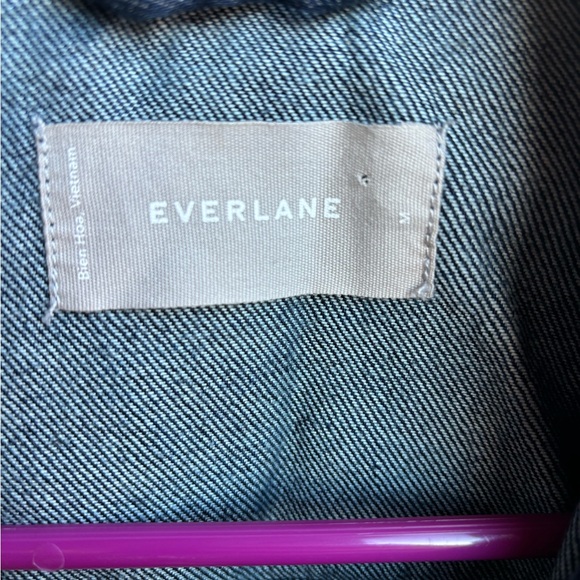 Bien Hoa, Vietnam
EVERLANE
M